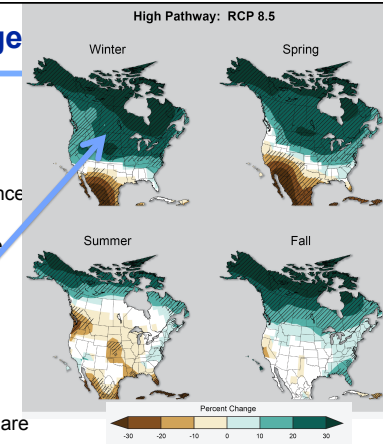 High Pathway: RCP 8.5
ge
Winter
Spring
nce
Summer
Fall
are
Percent Change
-30 -20 -10 0 10 20 30